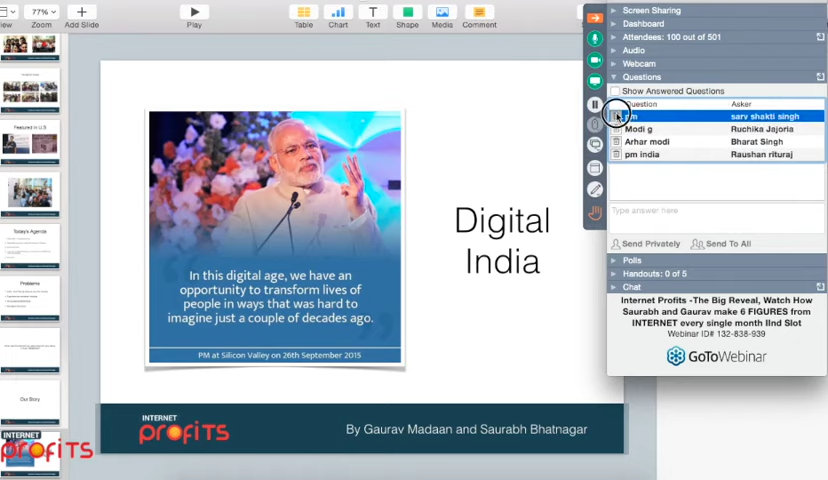 View
77%
Zoom
Add Slide
Play
Table
Chart
Text
Shape
Media
Comment
Screen Sharing
Dashboard
Attendees: 100 out of 501
Audio
Webcam
Questions
Show Answered Questions
Question Asker
pm sarv shakti singh
Modi g Ruchika Jajoria
Arhar modi Bharat Singh
pm india Raushan rituraj
Type answer here
Send Privately Send To All
Polls
Handouts: 0 of 5
Chat
Internet Profits -The Big Reveal, Watch How
Saurabh and Gaurav make 6 FIGURES from
INTERNET every single month IInd Slot
Webinar ID# 132-838-939
GoToWebinar
Digital
India
In this digital age, we have an
opportunity to transform lives of
people in ways that was hard to
imagine just a couple of decades ago.
PM at Silicon Valley on 26th September 2015
INTERNET
profits
By Gaurav Madaan and Saurabh Bhatnagar
Featured in U.S
Today's Agenda
Problems
Our Story
INTERNET
profits